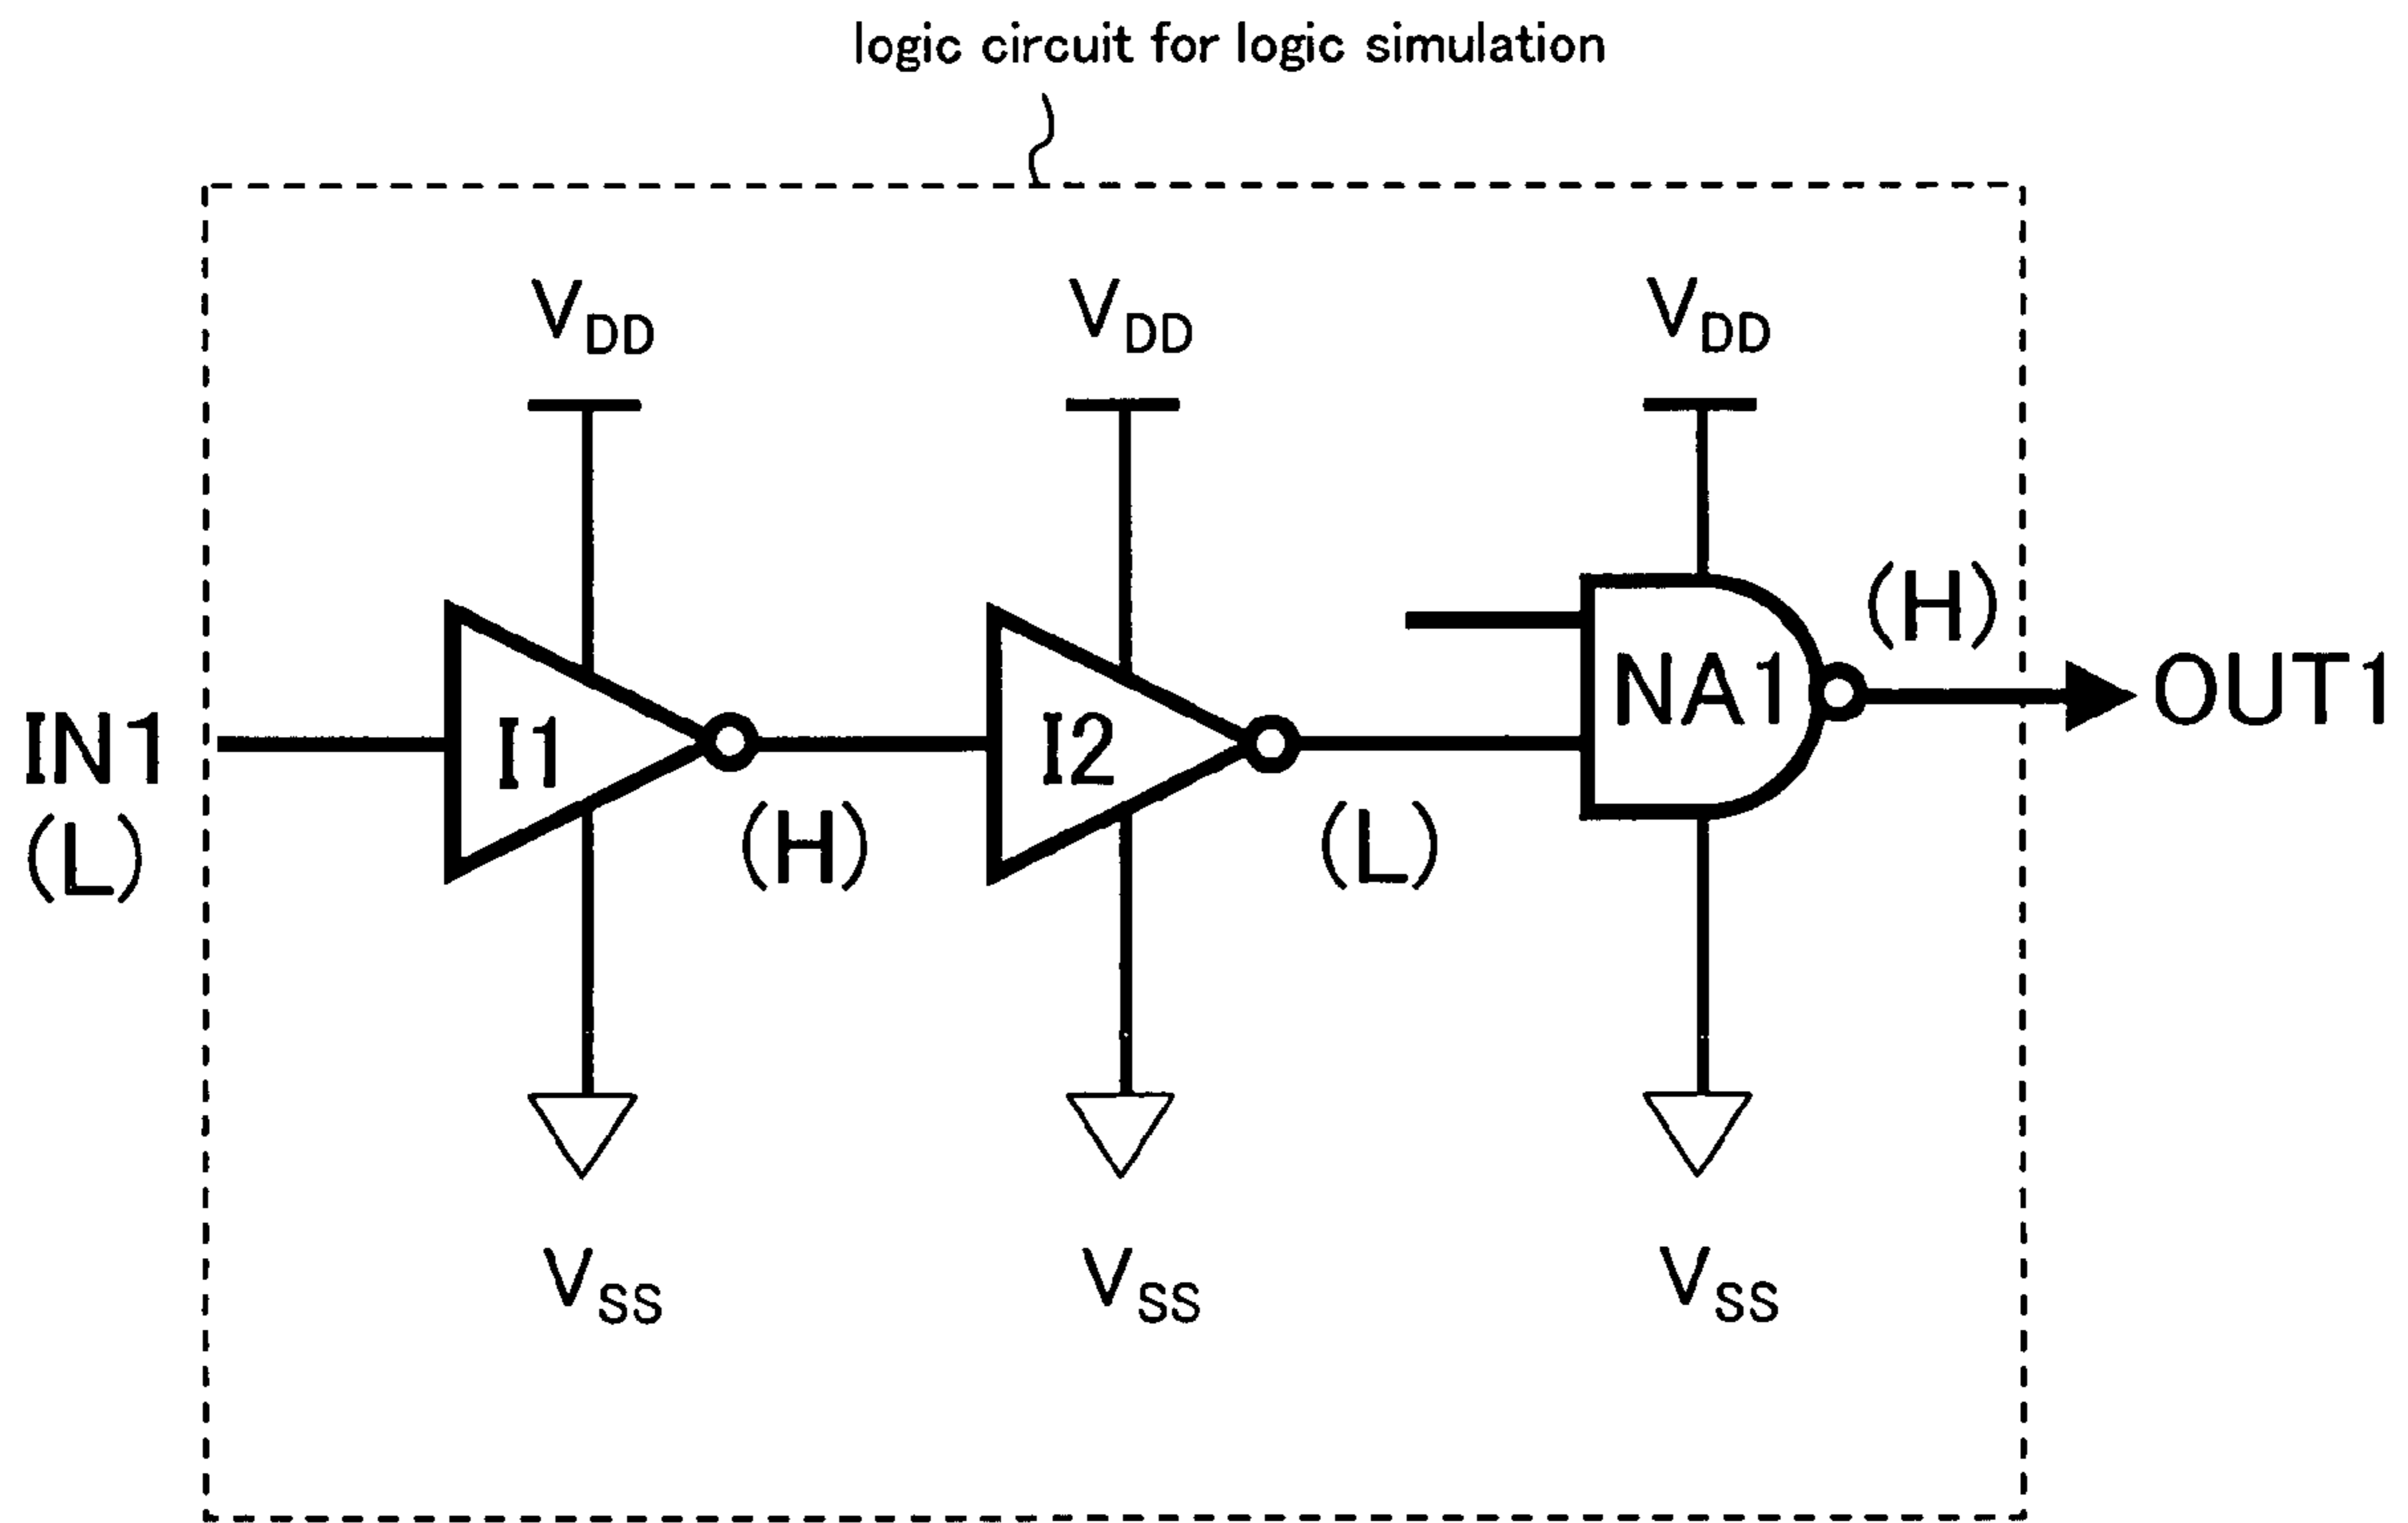 logic circuit for logic simulation
VDD VDD VDD
(H)
NA1 OUT1
IN1 I1 I2
(L) (H) (L)
VSS VSS VSS